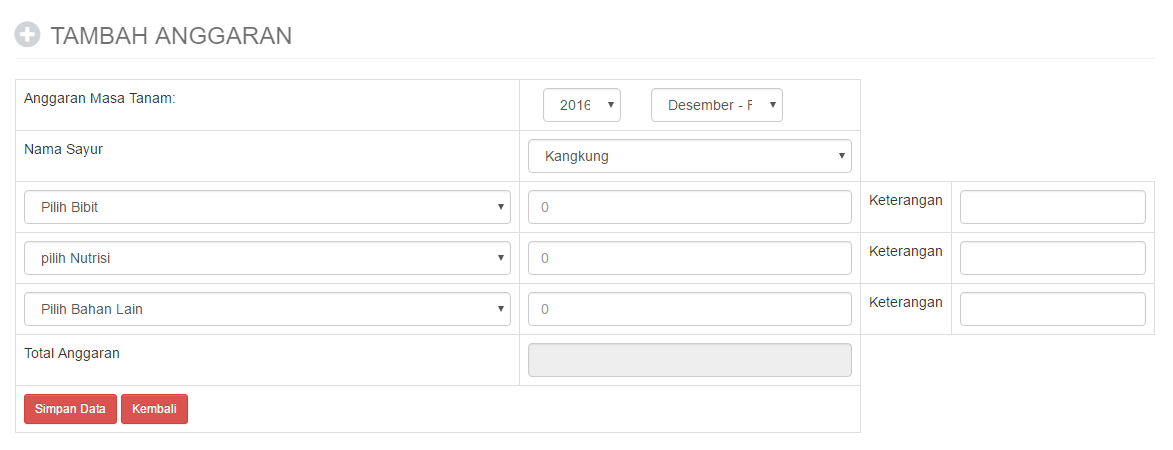 TAMBAH ANGGARAN
Anggaran Masa Tanam:
2016 Desember - F
Nama Sayur
Kangkung
Pilih Bibit 0 Keterangan
pilih Nutrisi 0 Keterangan
Pilih Bahan Lain 0 Keterangan
Total Anggaran
Simpan Data Kembali